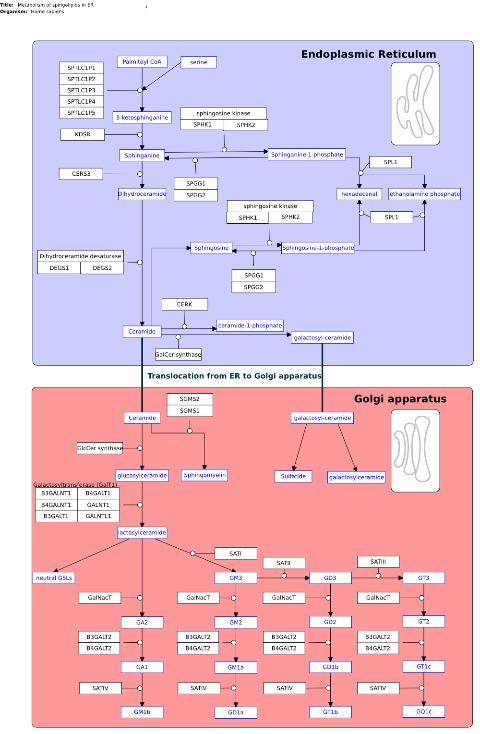 Title: Metabolism of spingolipids in ER
Organism: Homo sapiens
Endoplasmic Reticulum
Palmitoyl CoA
serine
SPTLC1P1
SPTLC1P2
SPTLC1P3
SPTLC1P4
SPTLC1P5
3-ketosphinganine
sphingosine kinase
SPHK1 SPHK2
KDSR
Sphinganine
Sphinganine 1-phosphate
SPL1
CERS3
SPGG1
SPGG2
Dihydroceramide
hexadecanal
ethanolamine phosphate
sphingosine kinase
SPHK1 SPHK2
SPL1
Sphingosine
Sphingosine-1-phosphate
Dihydroceramide desaturase
DEGS1 DEGS2
SPGG1
SPGG2
CERK
Ceramide
ceramide-1-phosphate
galactosyl-ceramide
GalCer synthase
Translocation from ER to Golgi apparatus
Golgi apparatus
SGMS2
SGMS1
Ceramide
galactosyl-ceramide
GlcCer synthase
glucosylceramide
Sphingomyelin
Sulfatide
galactosylceramide
Galactosyltransferase (GalT1)
B3GALNT1 B4GALT1
B4GALNT1 GALNT1
B3GALT1 GALNTL1
lactosylceramide
SATI
SATII
SATIII
neutral GSLs
GM3
GD3
GT3
GalNacT
GalNacT
GalNacT
GalNacT
GA2
GM2
GD2
GT2
B3GALT2
B4GALT2
B3GALT2
B4GALT2
B3GALT2
B4GALT2
B3GALT2
B4GALT2
GA1
GM1a
GD1b
GT1c
SATIV
SATIV
SATIV
SATIV
GM1b
GD1a
GT1b
GQ1c